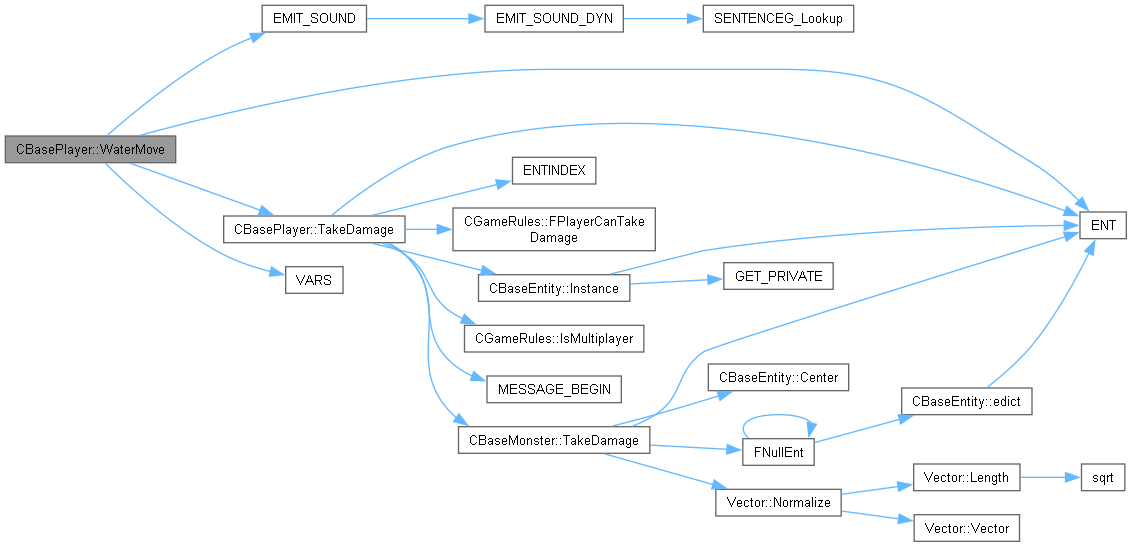 EMIT_SOUND
EMIT_SOUND_DYN
SENTENCEG_Lookup
CBasePlayer::WaterMove
ENTINDEX
CGameRules::FPlayerCanTake
Damage
CBasePlayer::TakeDamage
ENT
VARS
CBaseEntity::Instance
GET_PRIVATE
CGameRules::IsMultiplayer
MESSAGE_BEGIN
CBaseEntity::Center
CBaseEntity::edict
CBaseMonster::TakeDamage
FNullEnt
Vector::Length
sqrt
Vector::Normalize
Vector::Vector